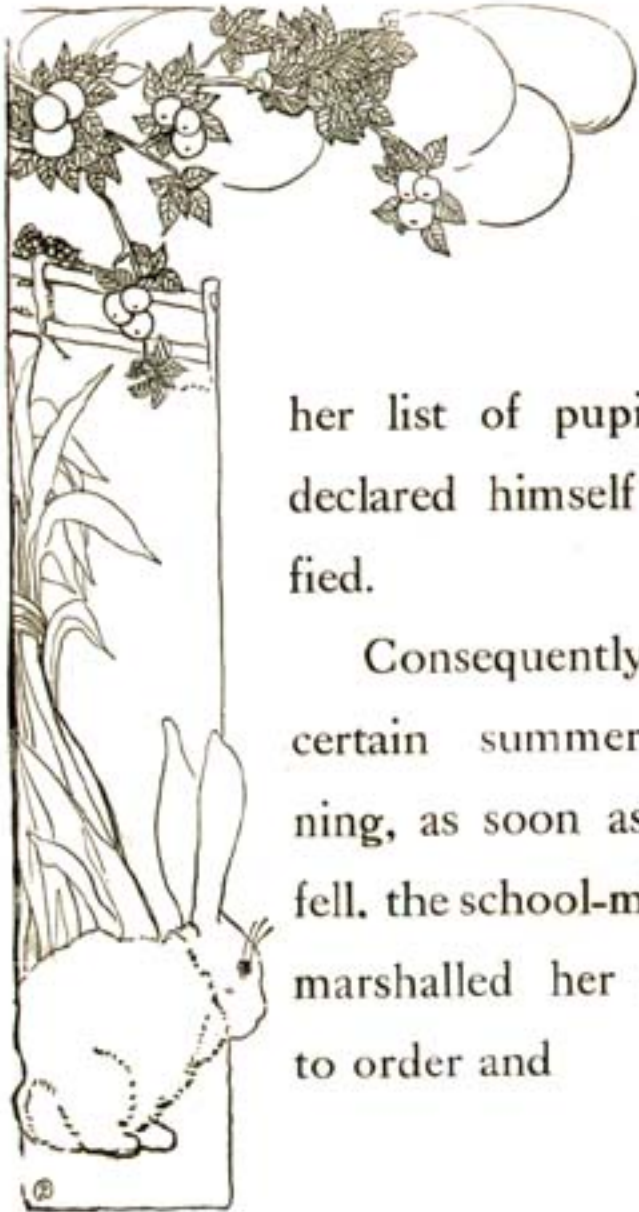 her list of pupi
declared himself
fied.
Consequently
certain summer
ning, as soon as
fell. the school-m
marshalled her
to order and